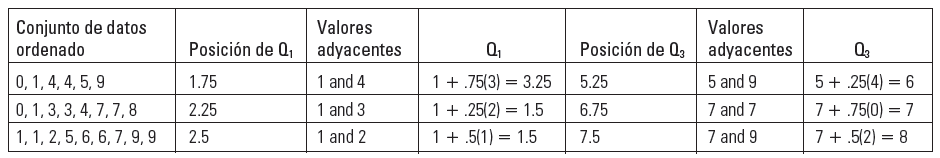 Conjunto de datos ordenado	Posición de Q1	Valores adyacentes	Q1	Posición de Q3	Valores adyacentes	Q3
0, 1, 4, 4, 5, 9	1.75	1 and 4	1 + .75(3) = 3.25	5.25	5 and 9	5 + .25(4) = 6
0, 1, 3, 3, 4, 7, 7, 8	2.25	1 and 3	1 + .25(2) = 1.5	6.75	7 and 7	7 + .75(0) = 7
1, 1, 2, 5, 6, 6, 7, 9, 9	2.5	1 and 2	1 + .5(1) = 1.5	7.5	7 and 9	7 + .5(2) = 8